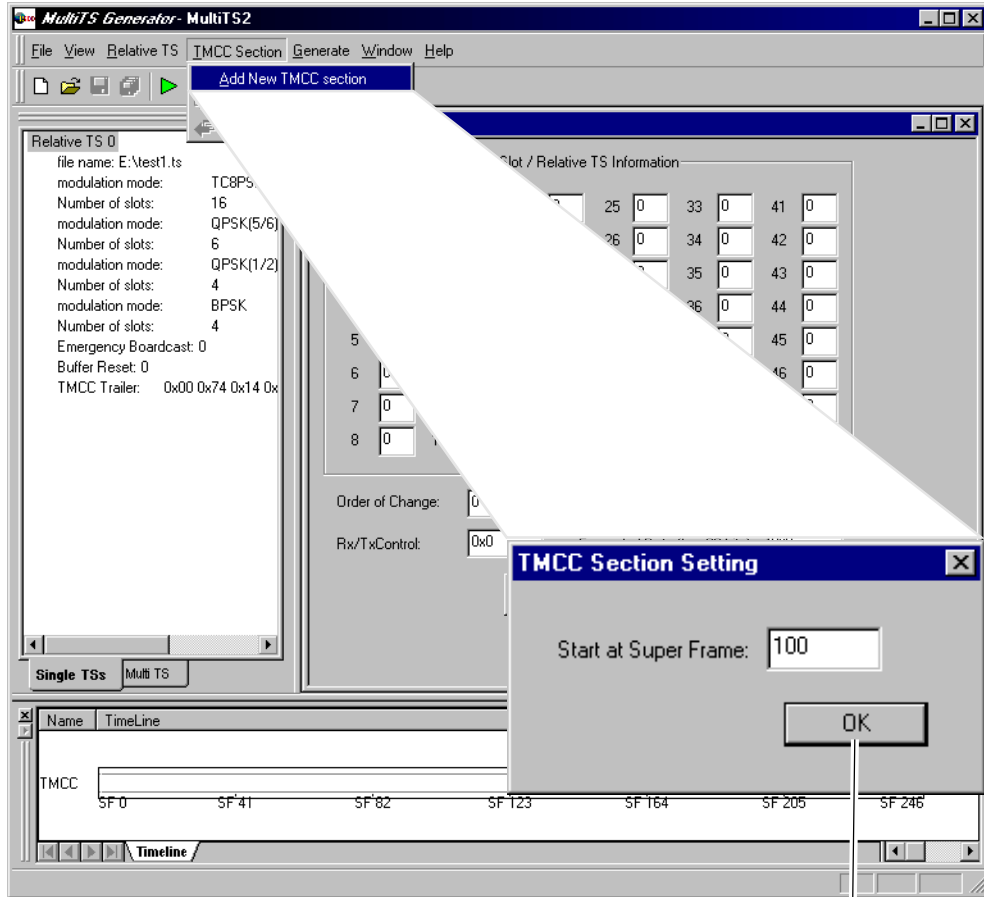 MultiTS Generator - MultiTS2
File View Relative TS TMCC Section Generate Window Help
Add New TMCC section
Relative TS 0
file name: E:\test1.ts
modulation mode:
Number of slots: 16
modulation mode: QPSK(5/6)
Number of slots: 6
modulation mode: QPSK(1/2)
Number of slots: 4
modulation mode: BPSK
Number of slots: 4
Emergency Boardcast: 0
Buffer Reset: 0
TMCC Trailer: 0x00 0x74 0x14 0x
Single TSs Multi TS
Slot / Relative TS Information
25 0 33 0 41 0
26 0 34 0 42 0
35 0 43 0
36 0 44 0
5 0 45 0
6 46 0
7 0
8 0
Order of Change: 0
Rx/TxControl: 0x0
TMCC Section Setting
Start at Super Frame: 100
OK
Name TimeLine
TMCC
SF 0 SF 41 SF 82 SF 123 SF 164 SF 205 SF 246
Timeline